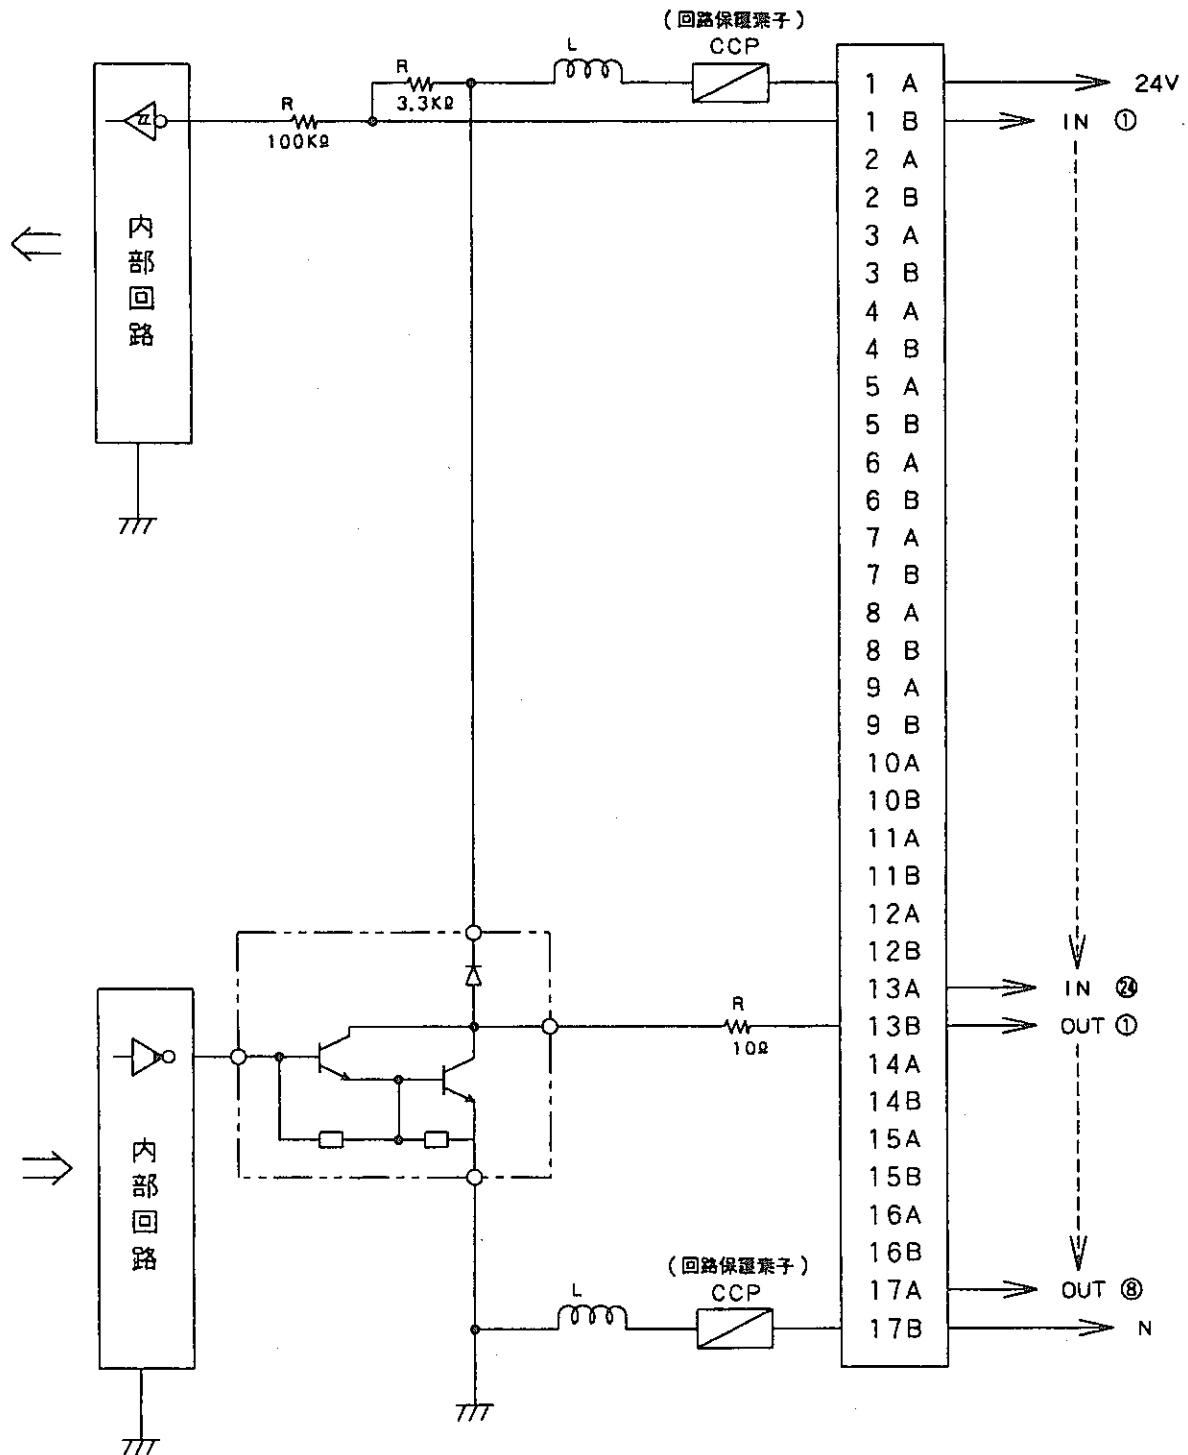 (回路保護素子)
L
CCP
R
3.3KΩ
R
100KΩ
内部回路
1 A
24V
1 B
IN ①
2 A
2 B
3 A
3 B
4 A
4 B
5 A
5 B
6 A
6 B
7 A
7 B
8 A
8 B
9 A
9 B
10A
10B
11A
11B
12A
12B
13A
IN ㉔
R
10Ω
13B
OUT ①
14A
14B
15A
15B
16A
16B
内部回路
(回路保護素子)
L
CCP
17A
OUT ⑧
17B
N